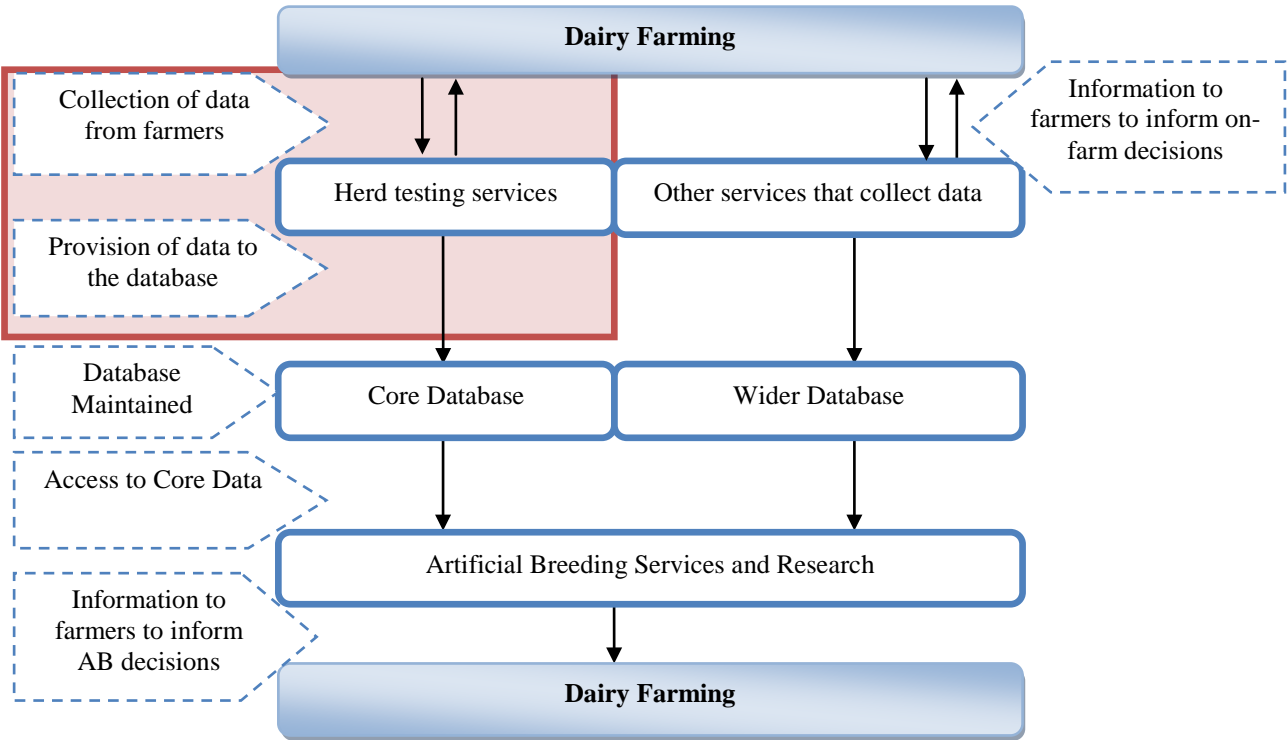 Dairy Farming
Collection of data
from farmers
Information to
farmers to inform on-
farm decisions
Herd testing services
Other services that collect data
Provision of data to
the database
Database
Maintained
Core Database
Wider Database
Access to Core Data
Artificial Breeding Services and Research
Information to
farmers to inform
AB decisions
Dairy Farming